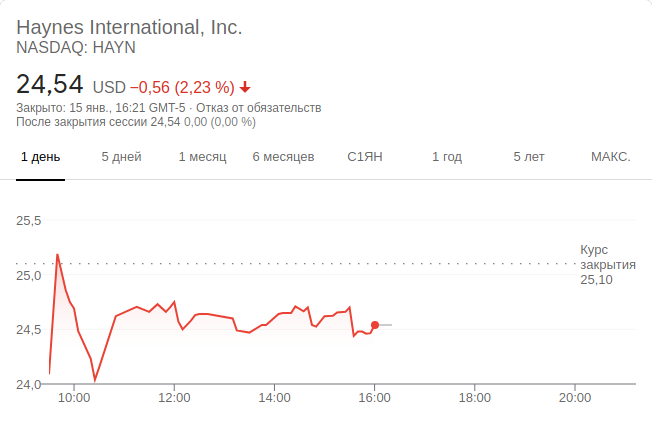 Haynes International, Inc.
NASDAQ: HAYN
24,54 USD −0,56 (2,23 %)
Закрыто: 15 янв., 16:21 GMT-5 · Отказ от обязательств
После закрытия сессии 24,54 0,00 (0,00 %)
1 день 5 дней 1 месяц 6 месяцев С1ЯН 1 год 5 лет МАКС.
25,5
Курс
закрытия
25,10
25,0
24,5
24,0
10:00 12:00 14:00 16:00 18:00 20:00